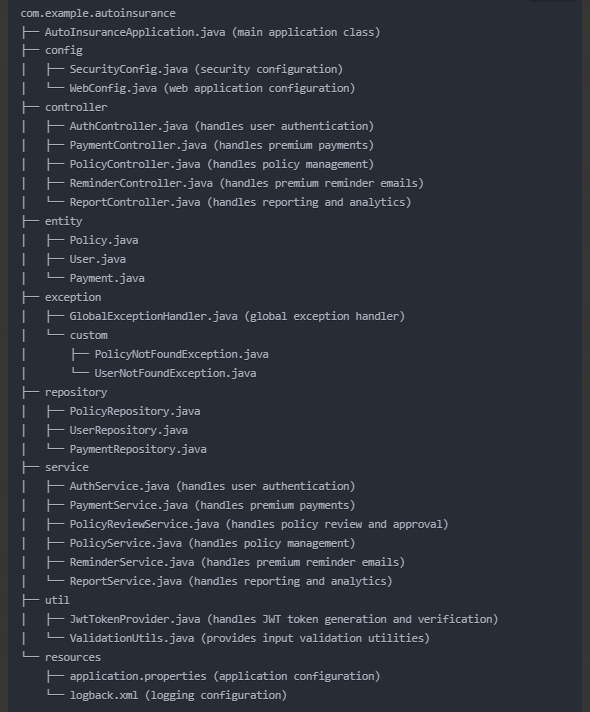 com.example.autoinsurance
├── AutoInsuranceApplication.java (main application class)
├── config
│   ├── SecurityConfig.java (security configuration)
│   └── WebConfig.java (web application configuration)
├── controller
│   ├── AuthController.java (handles user authentication)
│   ├── PaymentController.java (handles premium payments)
│   ├── PolicyController.java (handles policy management)
│   ├── ReminderController.java (handles premium reminder emails)
│   └── ReportController.java (handles reporting and analytics)
├── entity
│   ├── Policy.java
│   ├── User.java
│   └── Payment.java
├── exception
│   ├── GlobalExceptionHandler.java (global exception handler)
│   └── custom
│       ├── PolicyNotFoundException.java
│       └── UserNotFoundException.java
├── repository
│   ├── PolicyRepository.java
│   ├── UserRepository.java
│   └── PaymentRepository.java
├── service
│   ├── AuthService.java (handles user authentication)
│   ├── PaymentService.java (handles premium payments)
│   ├── PolicyReviewService.java (handles policy review and approval)
│   ├── PolicyService.java (handles policy management)
│   ├── ReminderService.java (handles premium reminder emails)
│   └── ReportService.java (handles reporting and analytics)
├── util
│   ├── JwtTokenProvider.java (handles JWT token generation and verification)
│   └── ValidationUtils.java (provides input validation utilities)
└── resources
    ├── application.properties (application configuration)
    └── logback.xml (logging configuration)